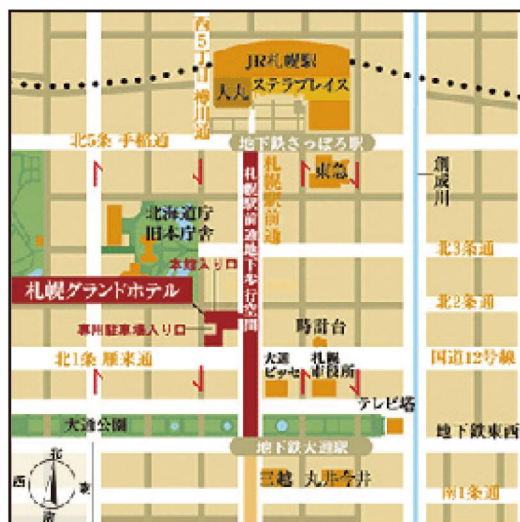 西5丁目 樽川通
JR札幌駅
大丸 ステラプレイス
北5条 手稲通
地下鉄さっぽろ駅
札幌駅前通
東急
創成川
札幌駅前通地下歩行空間
北海道庁
旧本庁舎
北3条通
本館入り口
札幌グランドホテル
北2条通
専用駐車場入り口
時計台
北1条 雁来通
大通
ビッセ
札幌
市役所
国道12号線
テレビ塔
大通公園
地下鉄東西
地下鉄大通駅
三越 丸井今井
南1条通
北
西 東
南